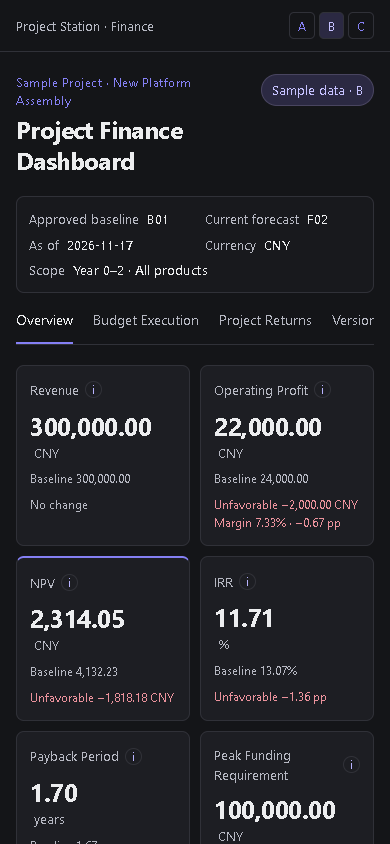 Project Station · Finance
A B C
Sample Project · New Platform
Assembly
Sample data · B
Project Finance
Dashboard
Approved baseline B01
Current forecast F02
As of 2026-11-17
Currency CNY
Scope Year 0–2 · All products
Overview Budget Execution Project Returns Version
Revenue i
300,000.00
CNY
Baseline 300,000.00
No change
Operating Profit i
22,000.00
CNY
Baseline 24,000.00
Unfavorable −2,000.00 CNY
Margin 7.33% · −0.67 pp
NPV i
2,314.05
CNY
Baseline 4,132.23
Unfavorable −1,818.18 CNY
IRR i
11.71
%
Baseline 13.07%
Unfavorable −1.36 pp
Payback Period i
1.70
years
Peak Funding
Requirement i
100,000.00
CNY